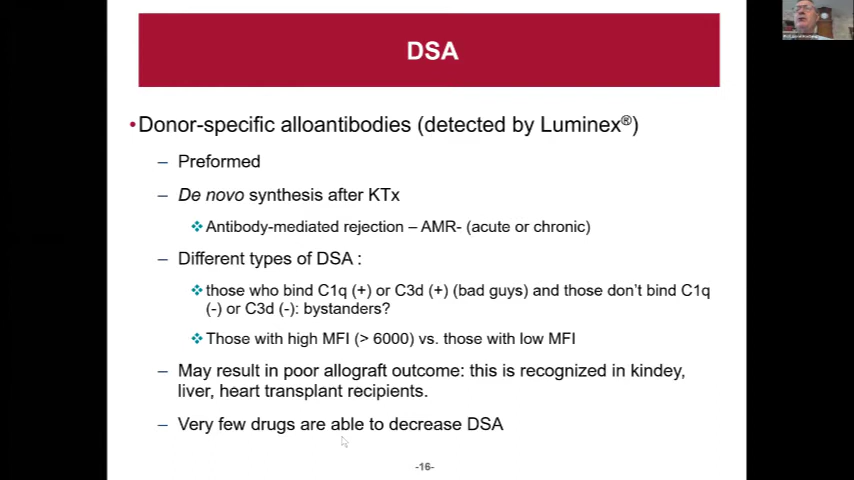 DSA
•Donor-specific alloantibodies (detected by Luminex®)
– Preformed
– De novo synthesis after KTx
❖Antibody-mediated rejection – AMR- (acute or chronic)
– Different types of DSA :
❖those who bind C1q (+) or C3d (+) (bad guys) and those don't bind C1q
(-) or C3d (-): bystanders?
❖Those with high MFI (> 6000) vs. those with low MFI
– May result in poor allograft outcome: this is recognized in kindey,
liver, heart transplant recipients.
– Very few drugs are able to decrease DSA
-16-